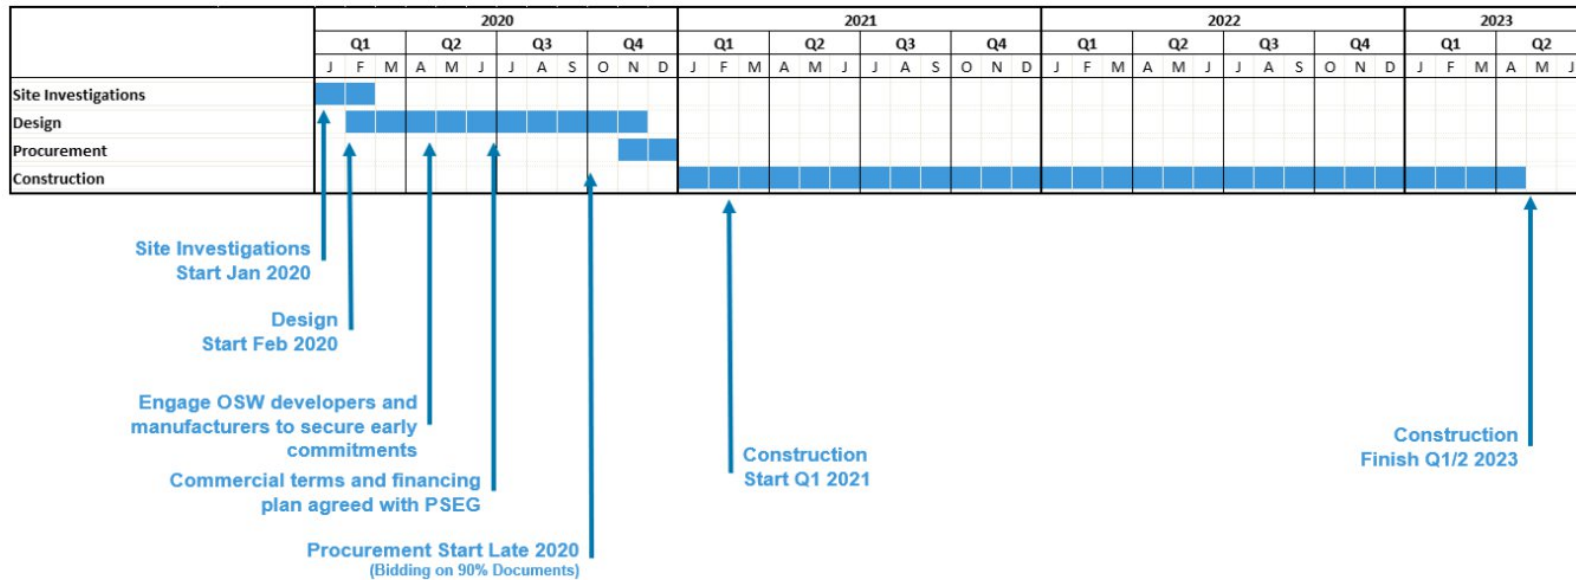 2020 2021 2022 2023
Q1 Q2 Q3 Q4 Q1 Q2 Q3 Q4 Q1 Q2 Q3 Q4 Q1 Q2
J F M A M J J A S O N D J F M A M J J A S O N D J F M A M J J A S O N D J F M A M J
Site Investigations
Design
Procurement
Construction
Site Investigations
Start Jan 2020
Design
Start Feb 2020
Engage OSW developers and
manufacturers to secure early
commitments
Commercial terms and financing
plan agreed with PSEG
Procurement Start Late 2020
(Bidding on 90% Documents)
Construction
Start Q1 2021
Construction
Finish Q1/2 2023